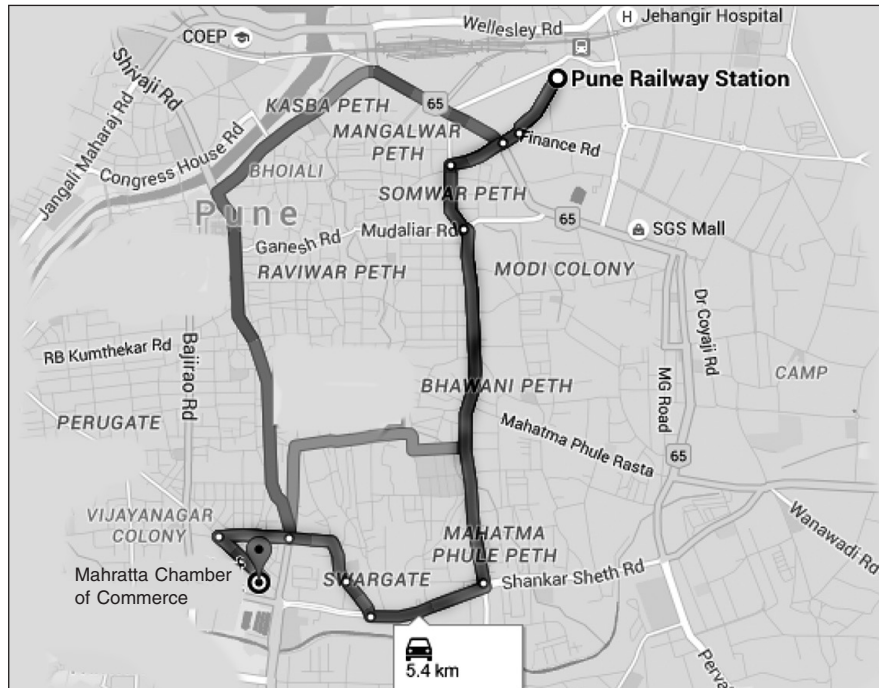 Wellesley Rd
H Jehangir Hospital
COEP
Pune Railway Station
Shivaji Rd
65
KASBA PETH
MANGALWAR
PETH
Finance Rd
Jangali Maharaj Rd
Congress House Rd
BHOIALI
SOMWAR PETH
Pune
65
SGS Mall
Mudaliar Rd
Ganesh Rd
RAVIWAR PETH
MODI COLONY
Dr Coyaji Rd
RB Kumthekar Rd
Bajirao Rd
MG Road
CAMP
BHAWANI PETH
PERUGATE
Mahatma Phule Rasta
65
VIJAYANAGAR
COLONY
MAHATMA
PHULE PETH
Wanawadi Rd
Mahratta Chamber
of Commerce
SWARGATE
Shankar Sheth Rd
5.4 km
Perva